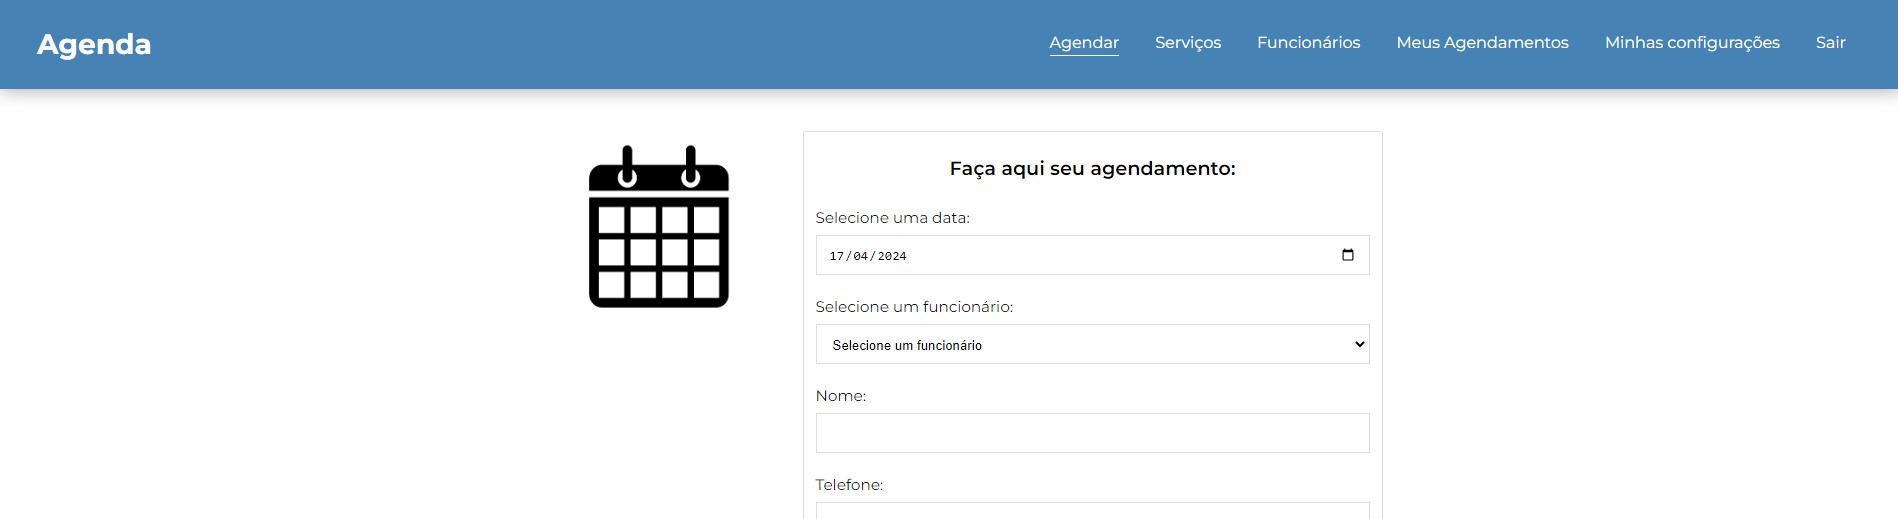 Agenda
Agendar Serviços Funcionários Meus Agendamentos Minhas configurações Sair
Faça aqui seu agendamento:
Selecione uma data:
17/04/2024
Selecione um funcionário:
Selecione um funcionário
Nome:
Telefone: